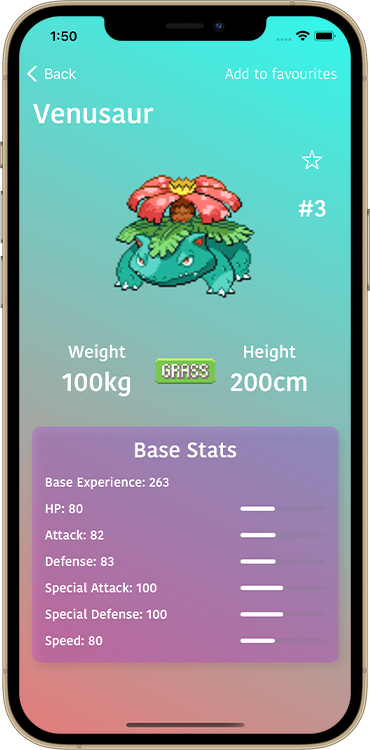 1:50
Back
Add to favourites
Venusaur
#3
Weight
Height
100kg
GRASS
200cm
Base Stats
Base Experience: 263
HP: 80
Attack: 82
Defense: 83
Special Attack: 100
Special Defense: 100
Speed: 80